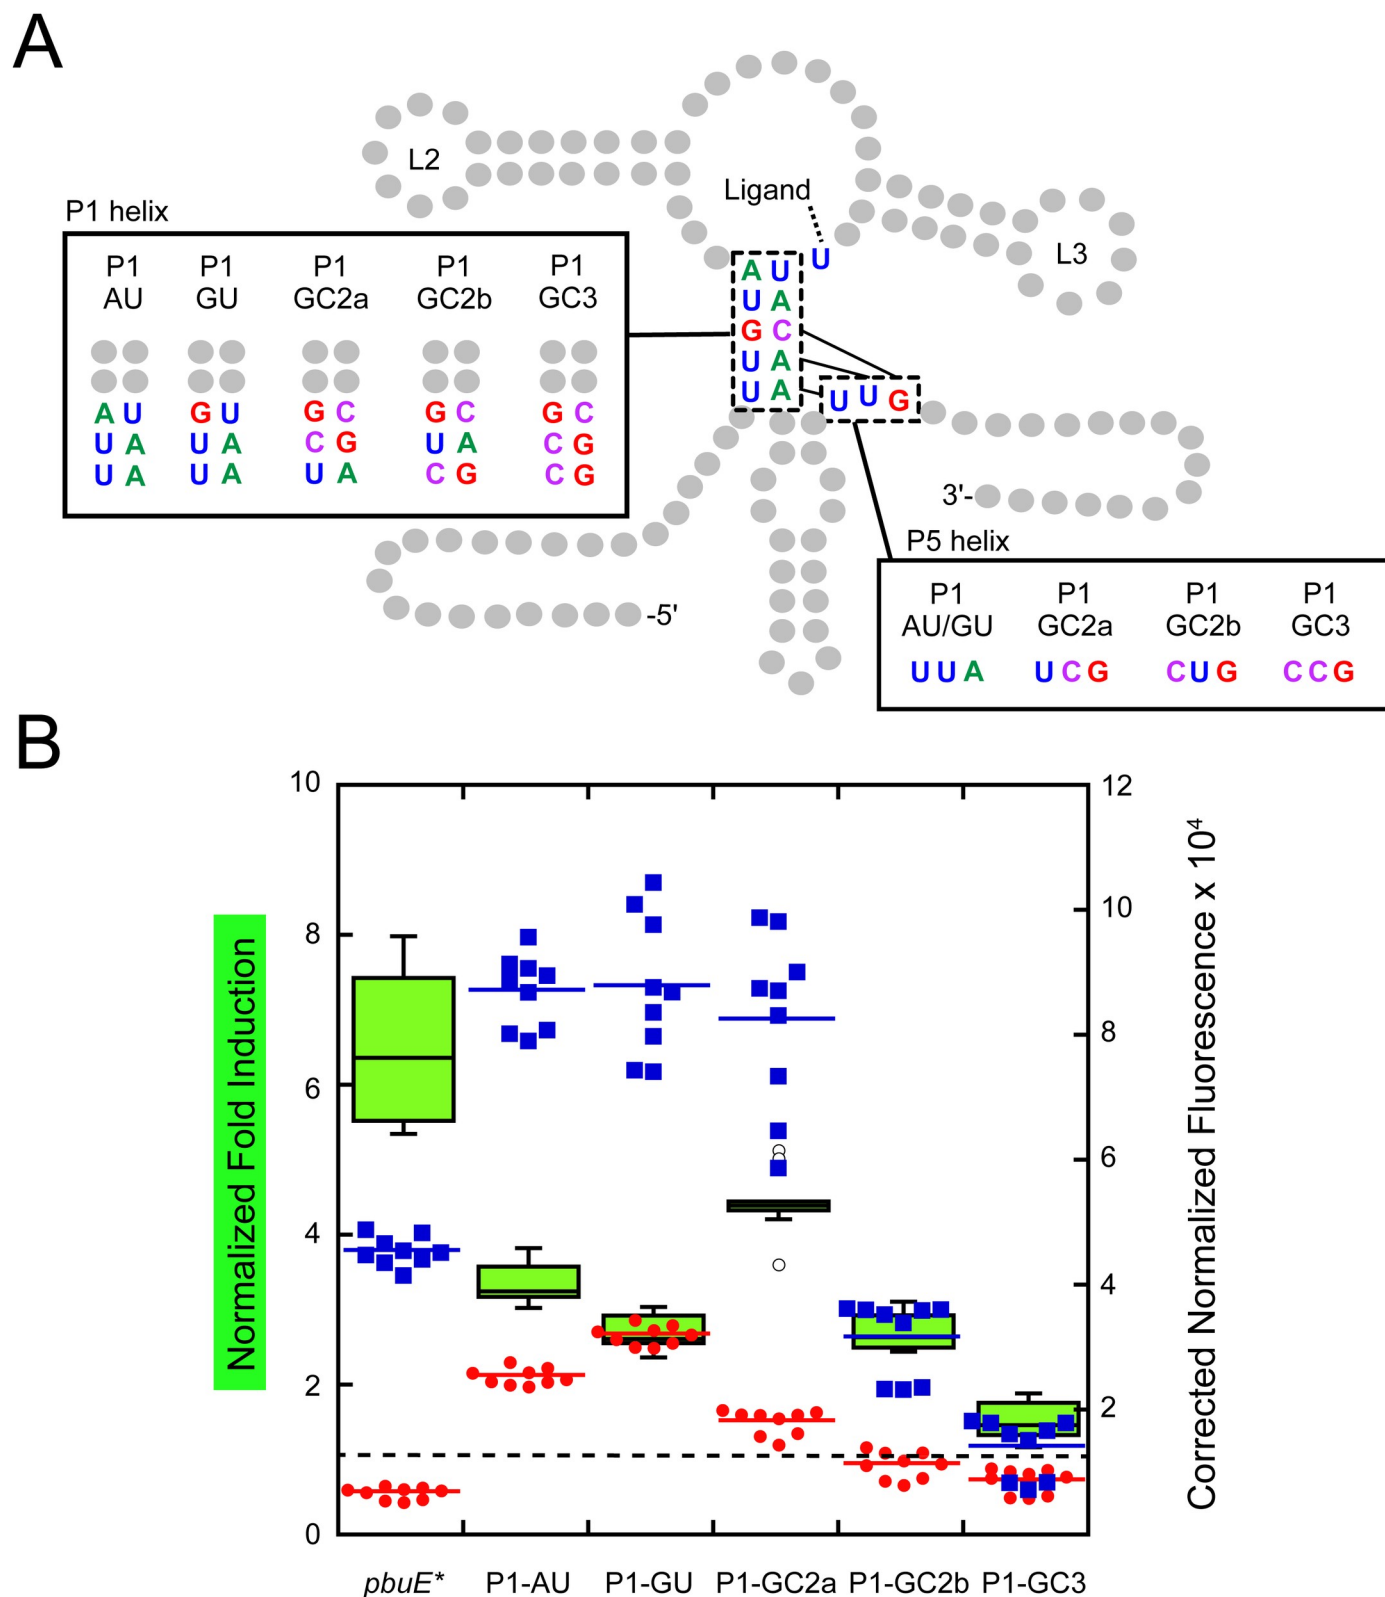 A
L2
Ligand
L3
P1 helix
P1 P1 P1 P1 P1
AU GU GC2a GC2b GC3
A U G U G C G C G C
U A U A C G U A C G
U A U A U A C G C G
A U U
U A
G C
U A
U A
U U G
3'-
-5'
P5 helix
P1 P1 P1 P1
AU/GU GC2a GC2b GC3
U U A U C G C U G C C G
B
Normalized Fold Induction
10
8
6
4
2
0
12
10
8
6
4
2
Corrected Normalized Fluorescence x 10⁴
pbuE* P1-AU P1-GU P1-GC2a P1-GC2b P1-GC3